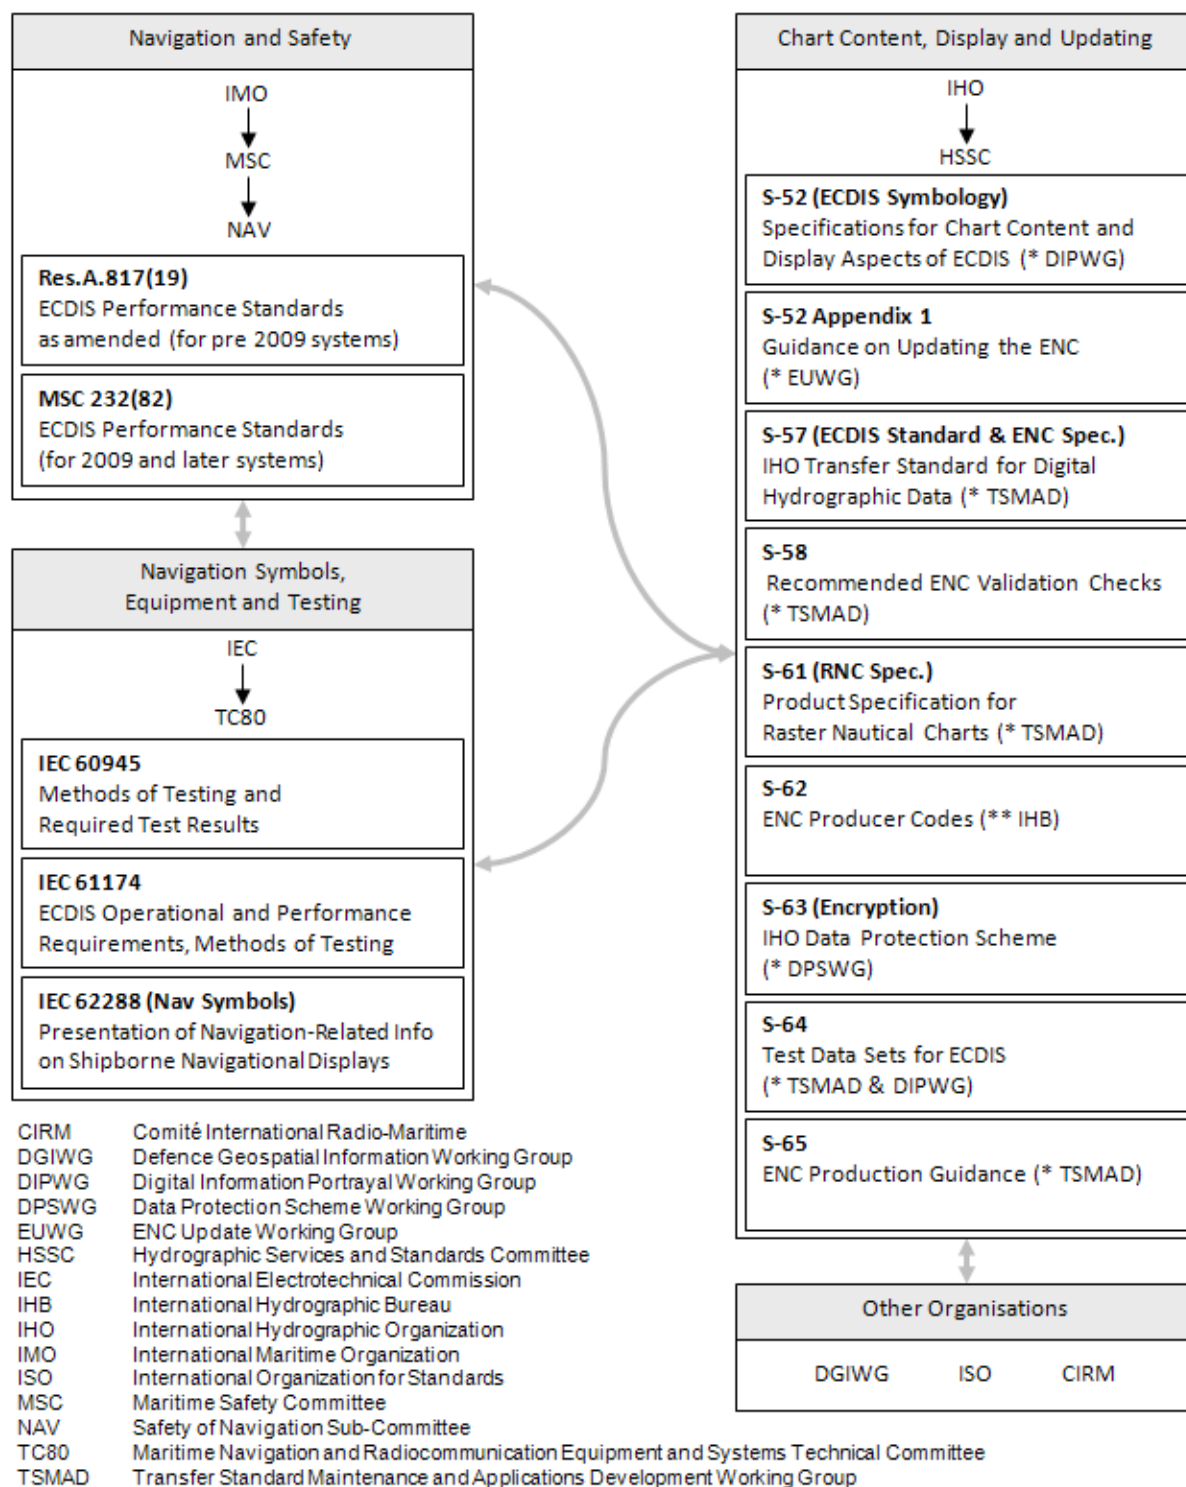 Navigation and Safety
IMO
MSC
NAV
Res.A.817(19)
ECDIS Performance Standards
as amended (for pre 2009 systems)
MSC 232(82)
ECDIS Performance Standards
(for 2009 and later systems)
Navigation Symbols,
Equipment and Testing
IEC
TC80
IEC 60945
Methods of Testing and
Required Test Results
IEC 61174
ECDIS Operational and Performance
Requirements, Methods of Testing
IEC 62288 (Nav Symbols)
Presentation of Navigation-Related Info
on Shipborne Navigational Displays
Chart Content, Display and Updating
IHO
HSSC
S-52 (ECDIS Symbology)
Specifications for Chart Content and
Display Aspects of ECDIS (* DIPWG)
S-52 Appendix 1
Guidance on Updating the ENC
(* EUWG)
S-57 (ECDIS Standard & ENC Spec.)
IHO Transfer Standard for Digital
Hydrographic Data (* TSMAD)
S-58
Recommended ENC Validation Checks
(* TSMAD)
S-61 (RNC Spec.)
Product Specification for
Raster Nautical Charts (* TSMAD)
S-62
ENC Producer Codes (** IHB)
S-63 (Encryption)
IHO Data Protection Scheme
(* DPSWG)
S-64
Test Data Sets for ECDIS
(* TSMAD & DIPWG)
S-65
ENC Production Guidance (* TSMAD)
Other Organisations
DGIWG ISO CIRM
CIRM Comité International Radio-Maritime
DGIWG Defence Geospatial Information Working Group
DIPWG Digital Information Portrayal Working Group
DPSWG Data Protection Scheme Working Group
EUWG ENC Update Working Group
HSSC Hydrographic Services and Standards Committee
IEC International Electrotechnical Commission
IHB International Hydrographic Bureau
IHO International Hydrographic Organization
IMO International Maritime Organization
ISO International Organization for Standards
MSC Maritime Safety Committee
NAV Safety of Navigation Sub-Committee
TC80 Maritime Navigation and Radiocommunication Equipment and Systems Technical Committee
TSMAD Transfer Standard Maintenance and Applications Development Working Group